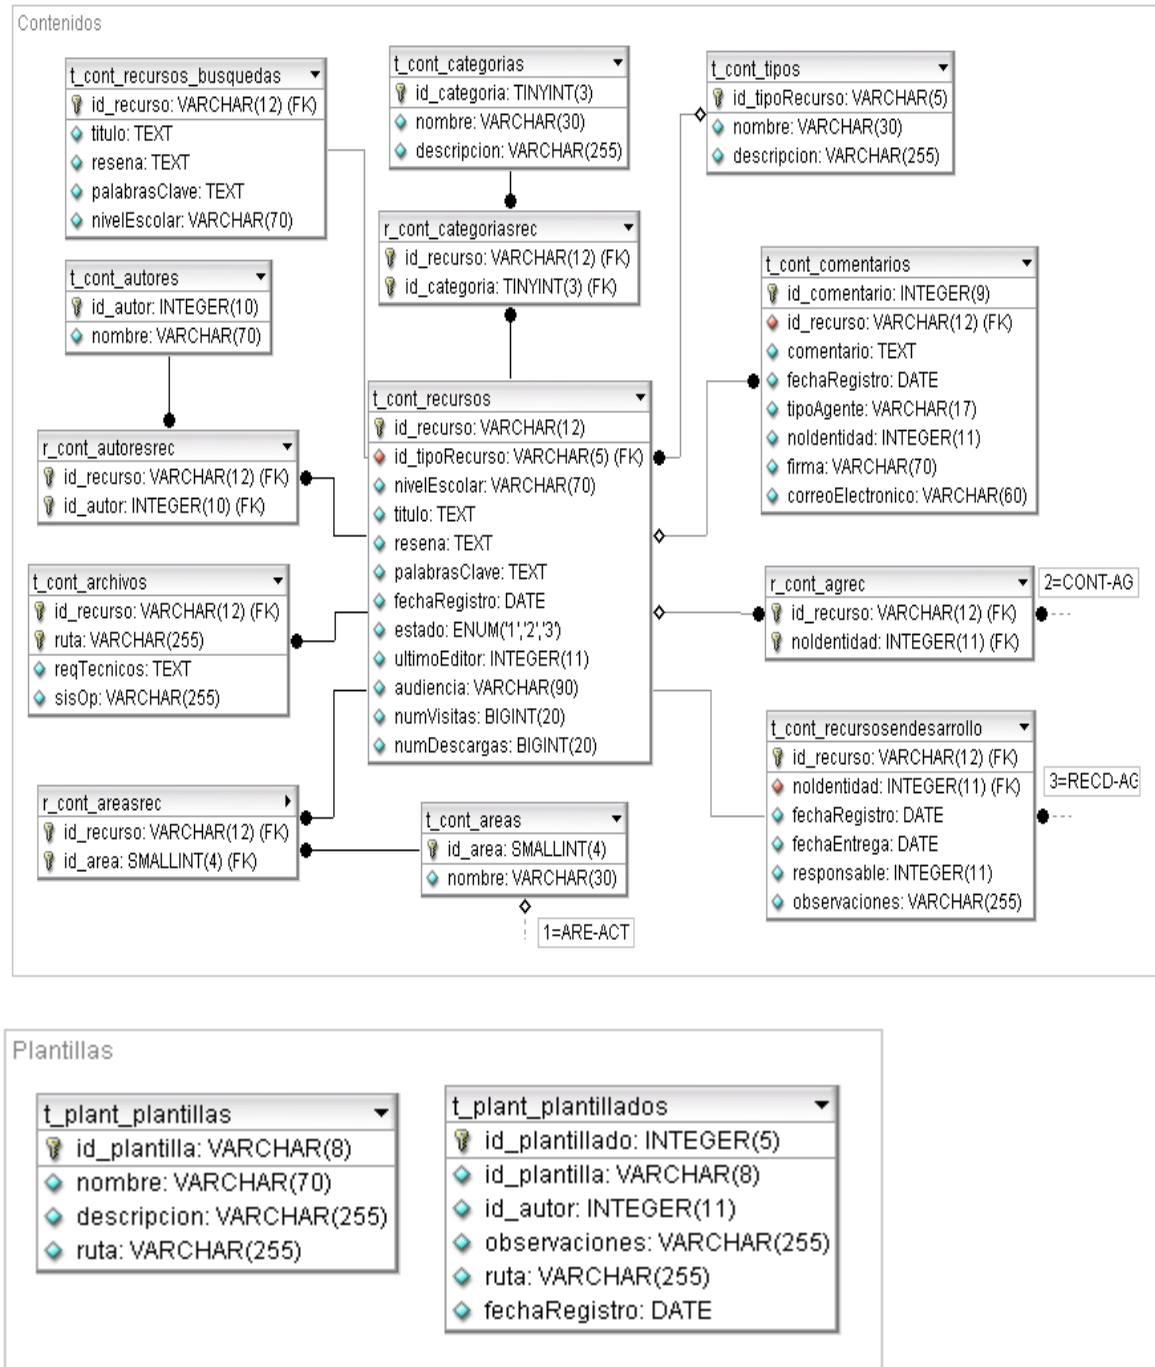 Contenidos
t_cont_recursos_busquedas
id_recurso: VARCHAR(12) (FK)
titulo: TEXT
resena: TEXT
palabrasClave: TEXT
nivelEscolar: VARCHAR(70)
t_cont_categorias
id_categoria: TINYINT(3)
nombre: VARCHAR(30)
descripcion: VARCHAR(255)
t_cont_tipos
id_tipoRecurso: VARCHAR(5)
nombre: VARCHAR(30)
descripcion: VARCHAR(255)
r_cont_categoriasrec
id_recurso: VARCHAR(12) (FK)
id_categoria: TINYINT(3) (FK)
t_cont_autores
id_autor: INTEGER(10)
nombre: VARCHAR(70)
t_cont_comentarios
id_comentario: INTEGER(9)
id_recurso: VARCHAR(12) (FK)
comentario: TEXT
fechaRegistro: DATE
tipoAgente: VARCHAR(17)
noIdentidad: INTEGER(11)
firma: VARCHAR(70)
correoElectronico: VARCHAR(60)
t_cont_recursos
id_recurso: VARCHAR(12)
id_tipoRecurso: VARCHAR(5) (FK)
nivelEscolar: VARCHAR(70)
titulo: TEXT
resena: TEXT
palabrasClave: TEXT
fechaRegistro: DATE
estado: ENUM('1','2','3')
ultimoEditor: INTEGER(11)
audiencia: VARCHAR(90)
numVisitas: BIGINT(20)
numDescargas: BIGINT(20)
r_cont_autoresrec
id_recurso: VARCHAR(12) (FK)
id_autor: INTEGER(10) (FK)
t_cont_archivos
id_recurso: VARCHAR(12) (FK)
ruta: VARCHAR(255)
reqTecnicos: TEXT
sisOp: VARCHAR(255)
r_cont_agrec
id_recurso: VARCHAR(12) (FK)
noIdentidad: INTEGER(11) (FK)
2=CONT-AG
t_cont_recursosendesarrollo
id_recurso: VARCHAR(12) (FK)
noIdentidad: INTEGER(11) (FK)
fechaRegistro: DATE
fechaEntrega: DATE
responsable: INTEGER(11)
observaciones: VARCHAR(255)
3=RECD-AG
r_cont_areasrec
id_recurso: VARCHAR(12) (FK)
id_area: SMALLINT(4) (FK)
t_cont_areas
id_area: SMALLINT(4)
nombre: VARCHAR(30)
1=ARE-ACT
Plantillas
t_plant_plantillas
id_plantilla: VARCHAR(8)
nombre: VARCHAR(70)
descripcion: VARCHAR(255)
ruta: VARCHAR(255)
t_plant_plantillados
id_plantillado: INTEGER(5)
id_plantilla: VARCHAR(8)
id_autor: INTEGER(11)
observaciones: VARCHAR(255)
ruta: VARCHAR(255)
fechaRegistro: DATE